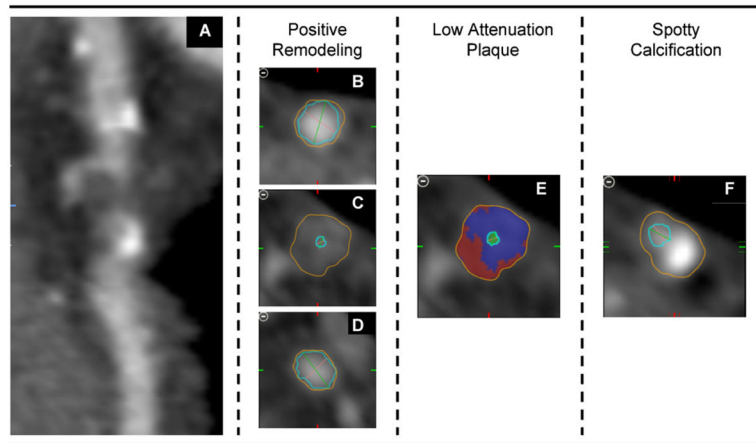 A
Positive
Remodeling
B
C
D
Low Attenuation
Plaque
E
Spotty
Calcification
F